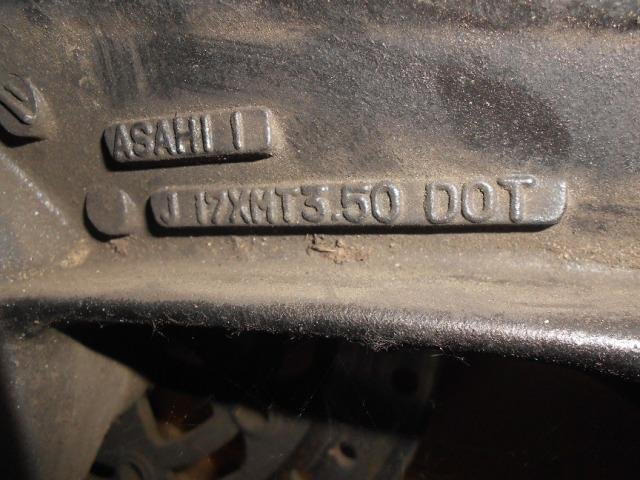 ASAHI I
J 17XMT3.50 DOT